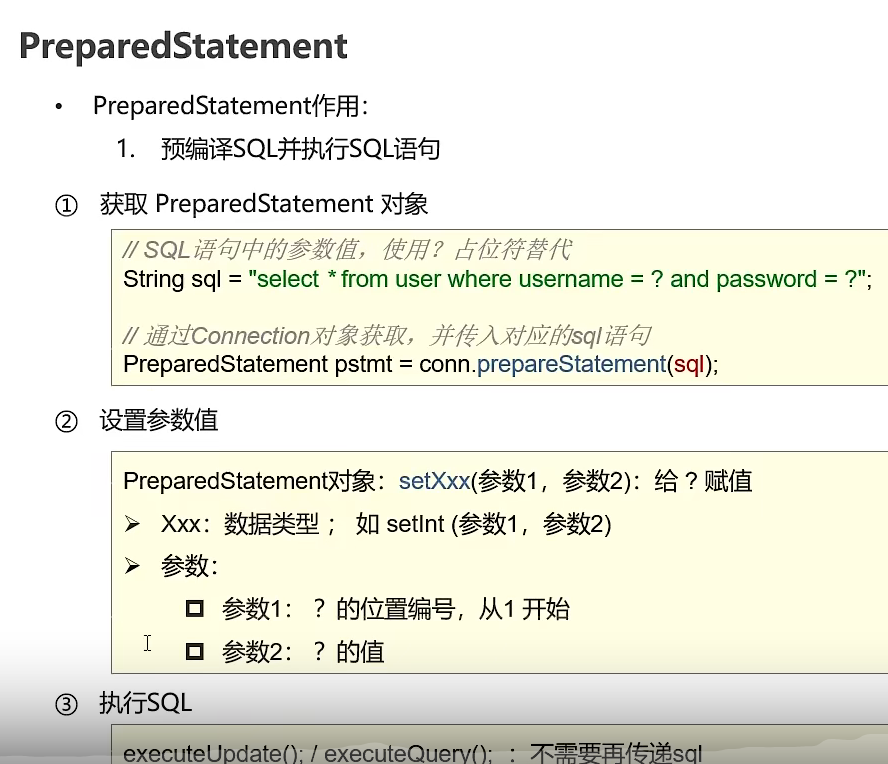 PreparedStatement
• PreparedStatement作用：
1. 预编译SQL并执行SQL语句
① 获取 PreparedStatement 对象
// SQL语句中的参数值，使用？占位符替代
String sql = "select * from user where username = ? and password = ?";
// 通过Connection对象获取，并传入对应的sql语句
PreparedStatement pstmt = conn.prepareStatement(sql);
② 设置参数值
PreparedStatement对象：setXxx(参数1，参数2)：给 ? 赋值
➢ Xxx：数据类型 ； 如 setInt (参数1，参数2)
➢ 参数：
参数1： ？的位置编号，从1 开始
参数2： ？的值
③ 执行SQL
executeUpdate(); / executeQuery(); ：不需要再传递sql